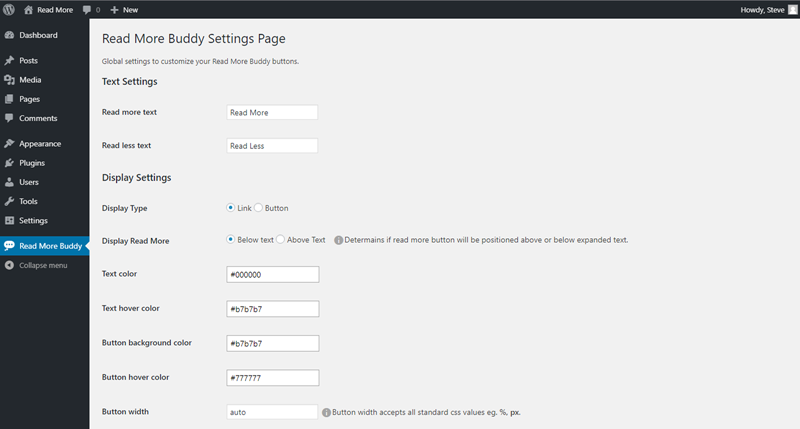 Read More 0 New Howdy, Steve
Dashboard
Posts
Media
Pages
Comments
Appearance
Plugins
Users
Tools
Settings
Read More Buddy
Collapse menu
Read More Buddy Settings Page
Global settings to customize your Read More Buddy buttons.
Text Settings
Read more text Read More
Read less text Read Less
Display Settings
Display Type Link Button
Display Read More Below text Above Text Determains if read more button will be positioned above or below expanded text.
Text color #000000
Text hover color #b7b7b7
Button background color #b7b7b7
Button hover color #777777
Button width auto Button width accepts all standard css values eg. %, px.